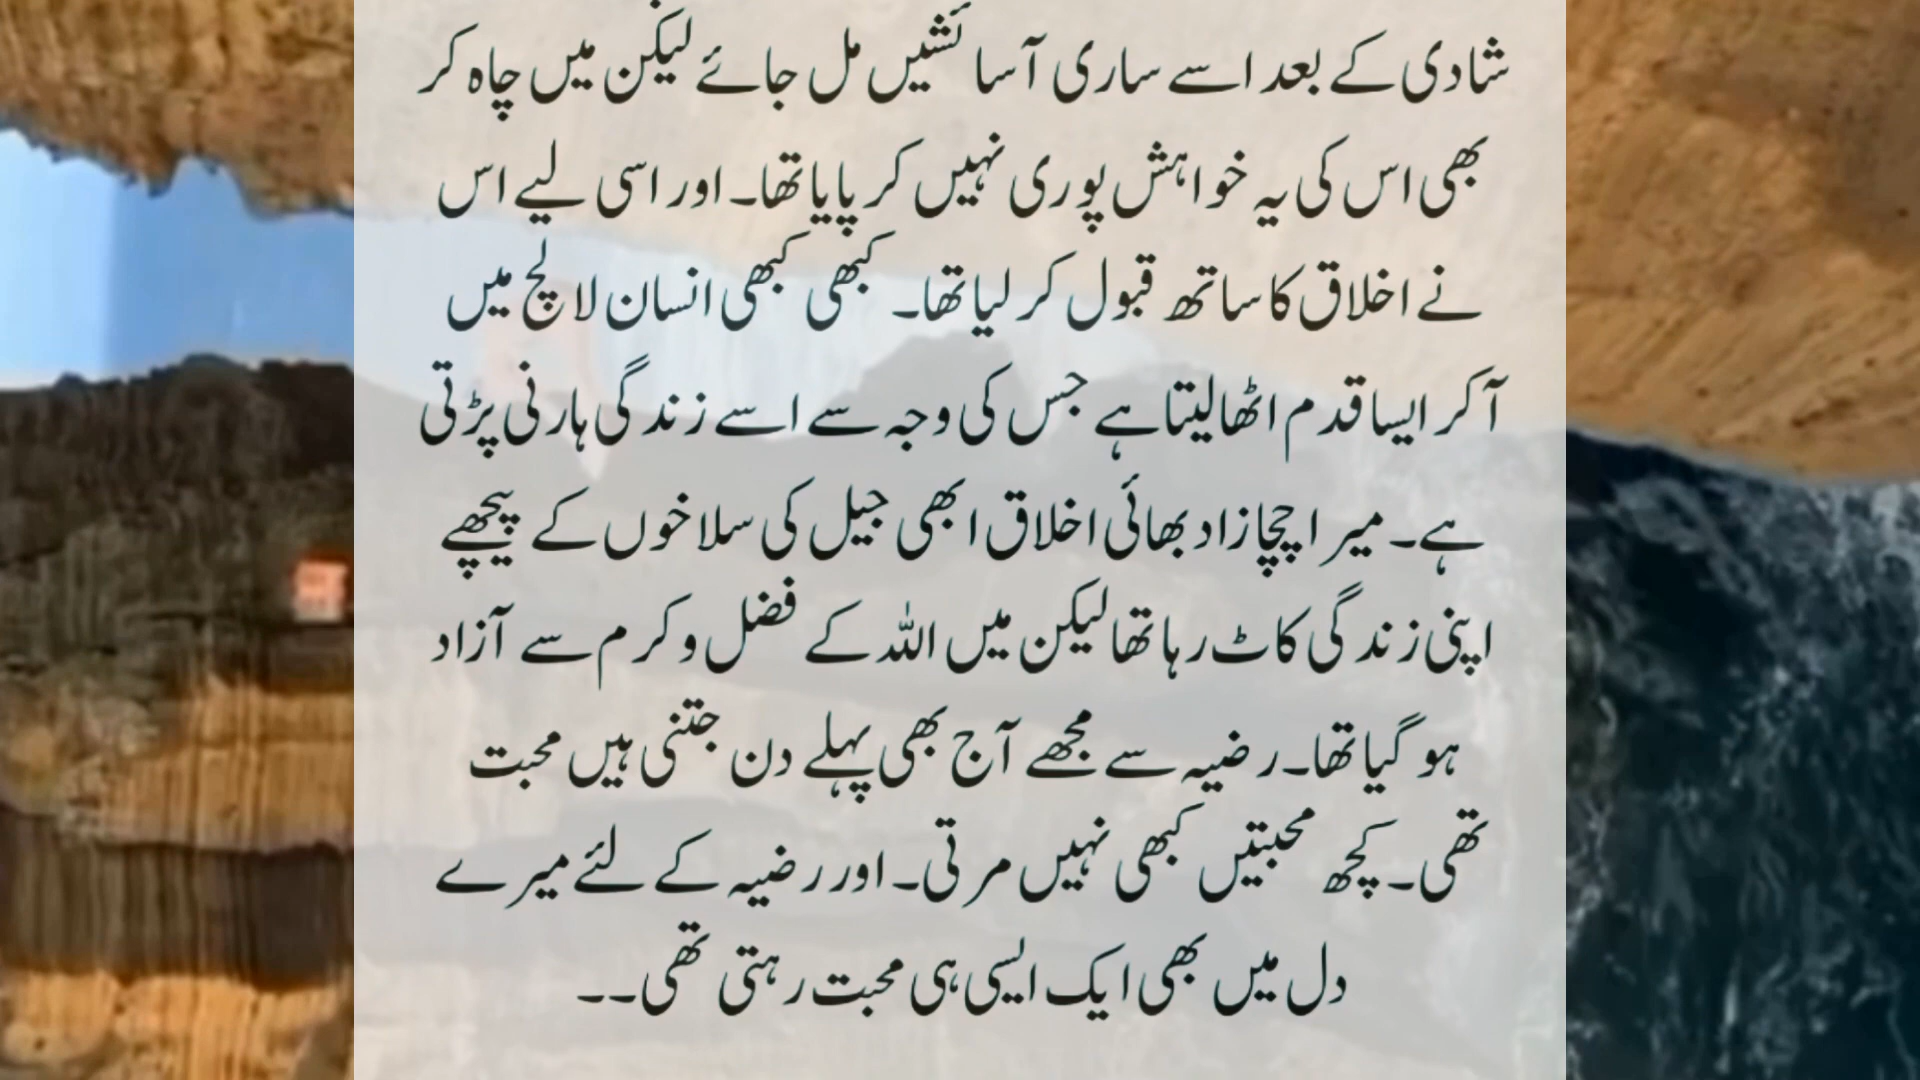 شادی کے بعد اسے ساری آسائشیں مل جائے لیکن میں چاہ کر
بھی اس کی یہ خواہش پوری نہیں کر پایا تھا۔ اور اسی لیے اس
نے اخلاق کا ساتھ قبول کر لیا تھا۔ کبھی کبھی انسان لالچ میں
آکر ایسا قدم اٹھا لیتا ہے جس کی وجہ سے اسے زندگی ہارنی پڑتی
ہے۔ میرا چچا زاد بھائی اخلاق ابھی جیل کی سلاخوں کے پیچھے
اپنی زندگی کاٹ رہا تھا لیکن میں اللہ کے فضل و کرم سے آزاد
ہو گیا تھا۔ رضیہ سے مجھے آج بھی پہلے دن جتنی ہیں محبت
تھی۔ کچھ محبتیں کبھی نہیں مرتی۔ اور رضیہ کے لئے میرے
دل میں بھی ایک ایسی ہی محبت رہتی تھی۔۔